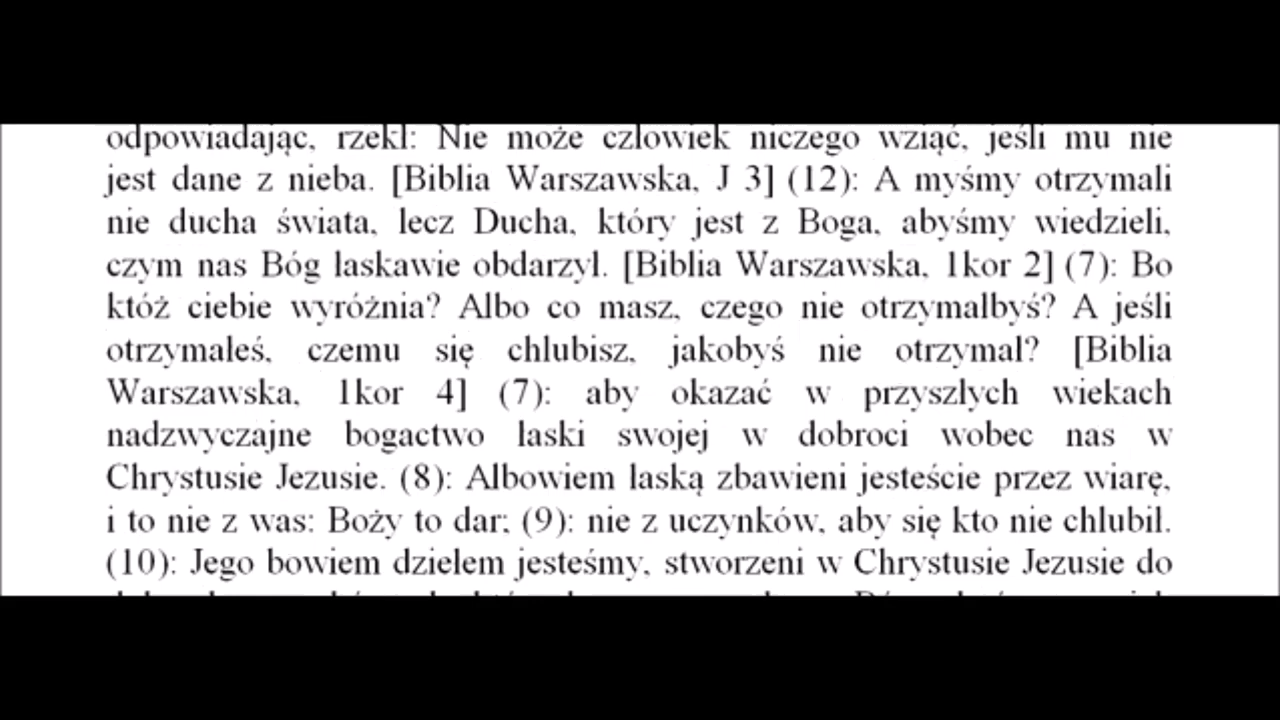 odpowiadając, rzekł: Nie może człowiek niczego wziąć, jeśli mu nie
jest dane z nieba. [Biblia Warszawska, J 3] (12): A myśmy otrzymali
nie ducha świata, lecz Ducha, który jest z Boga, abyśmy wiedzieli,
czym nas Bóg łaskawie obdarzył. [Biblia Warszawska, 1kor 2] (7): Bo
któż ciebie wyróżnia? Albo co masz, czego nie otrzymałbyś? A jeśli
otrzymałeś, czemu się chlubisz, jakobyś nie otrzymał? [Biblia
Warszawska, 1kor 4] (7): aby okazać w przyszłych wiekach
nadzwyczajne bogactwo łaski swojej w dobroci wobec nas w
Chrystusie Jezusie. (8): Albowiem łaską zbawieni jesteście przez wiarę,
i to nie z was: Boży to dar; (9): nie z uczynków, aby się kto nie chlubił.
(10): Jego bowiem dziełem jesteśmy, stworzeni w Chrystusie Jezusie do